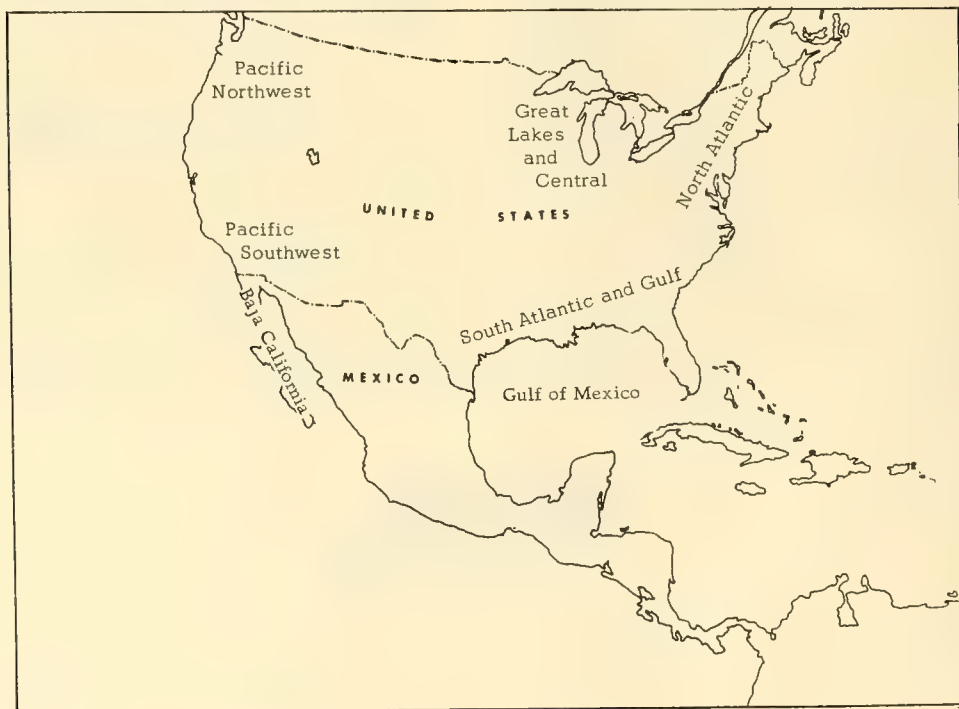 Pacific
Northwest
Great
Lakes
and
Central
North Atlantic
UNITED STATES
Pacific
Southwest
South Atlantic and Gulf
Baja California
MEXICO
Gulf of Mexico